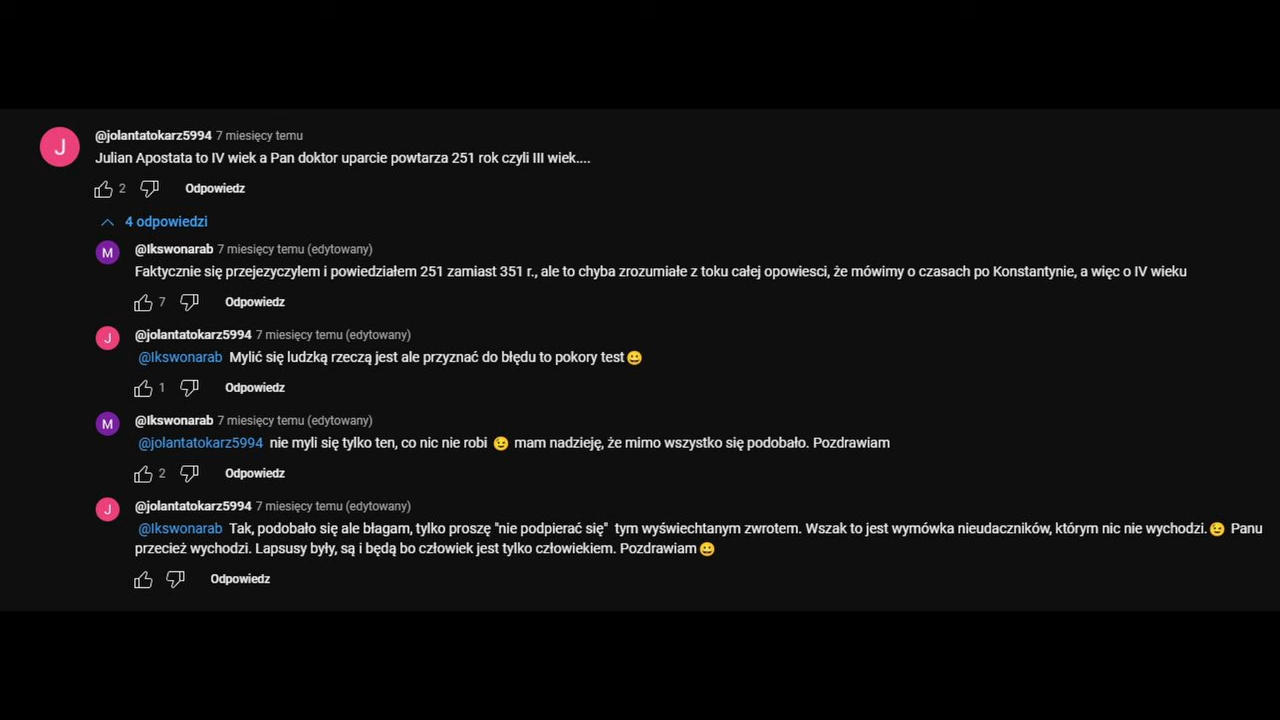 J
@jolantatokarz5994 7 miesięcy temu
Julian Apostata to IV wiek a Pan doktor uparcie powtarza 251 rok czyli III wiek....
2 Odpowiedz
4 odpowiedzi
M
@Ikswonarab 7 miesięcy temu (edytowany)
Faktycznie się przejezyczylem i powiedziałem 251 zamiast 351 r., ale to chyba zrozumiałe z toku całej opowiesci, że mówimy o czasach po Konstantynie, a więc o IV wieku
7 Odpowiedz
J
@jolantatokarz5994 7 miesięcy temu (edytowany)
@Ikswonarab Mylić się ludzką rzeczą jest ale przyznać do błędu to pokory test😀
1 Odpowiedz
M
@Ikswonarab 7 miesięcy temu (edytowany)
@jolantatokarz5994 nie myli się tylko ten, co nic nie robi 😉 mam nadzieję, że mimo wszystko się podobało. Pozdrawiam
2 Odpowiedz
J
@jolantatokarz5994 7 miesięcy temu (edytowany)
@Ikswonarab Tak, podobało się ale błagam, tylko proszę "nie podpierać się" tym wyświechtanym zwrotem. Wszak to jest wymówka nieudaczników, którym nic nie wychodzi.😉 Panu
przecież wychodzi. Lapsusy były, są i będą bo człowiek jest tylko człowiekiem. Pozdrawiam😀
Odpowiedz